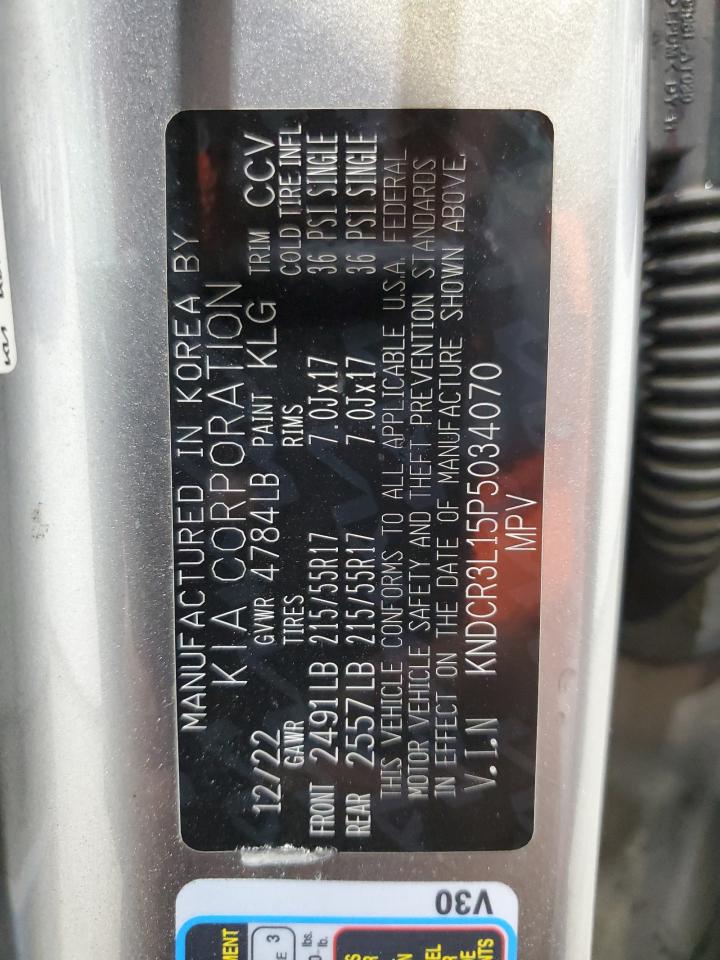 MANUFACTURED IN KOREA BY
KIA CORPORATION
12/22 GVWR 4784LB PAINT KLG TRIM CCV
GAWR TIRES RIMS COLD TIRE INFL
FRONT 2491LB 215/55R17 7.0Jx17 36 PSI SINGLE
REAR 2557LB 215/55R17 7.0Jx17 36 PSI SINGLE
THIS VEHICLE CONFORMS TO ALL APPLICABLE U.S.A. FEDERAL
MOTOR VEHICLE SAFETY AND THEFT PREVENTION STANDARDS
IN EFFECT ON THE DATE OF MANUFACTURE SHOWN ABOVE.
V.I.N KNDCR3L15P5034070
MPV
V30